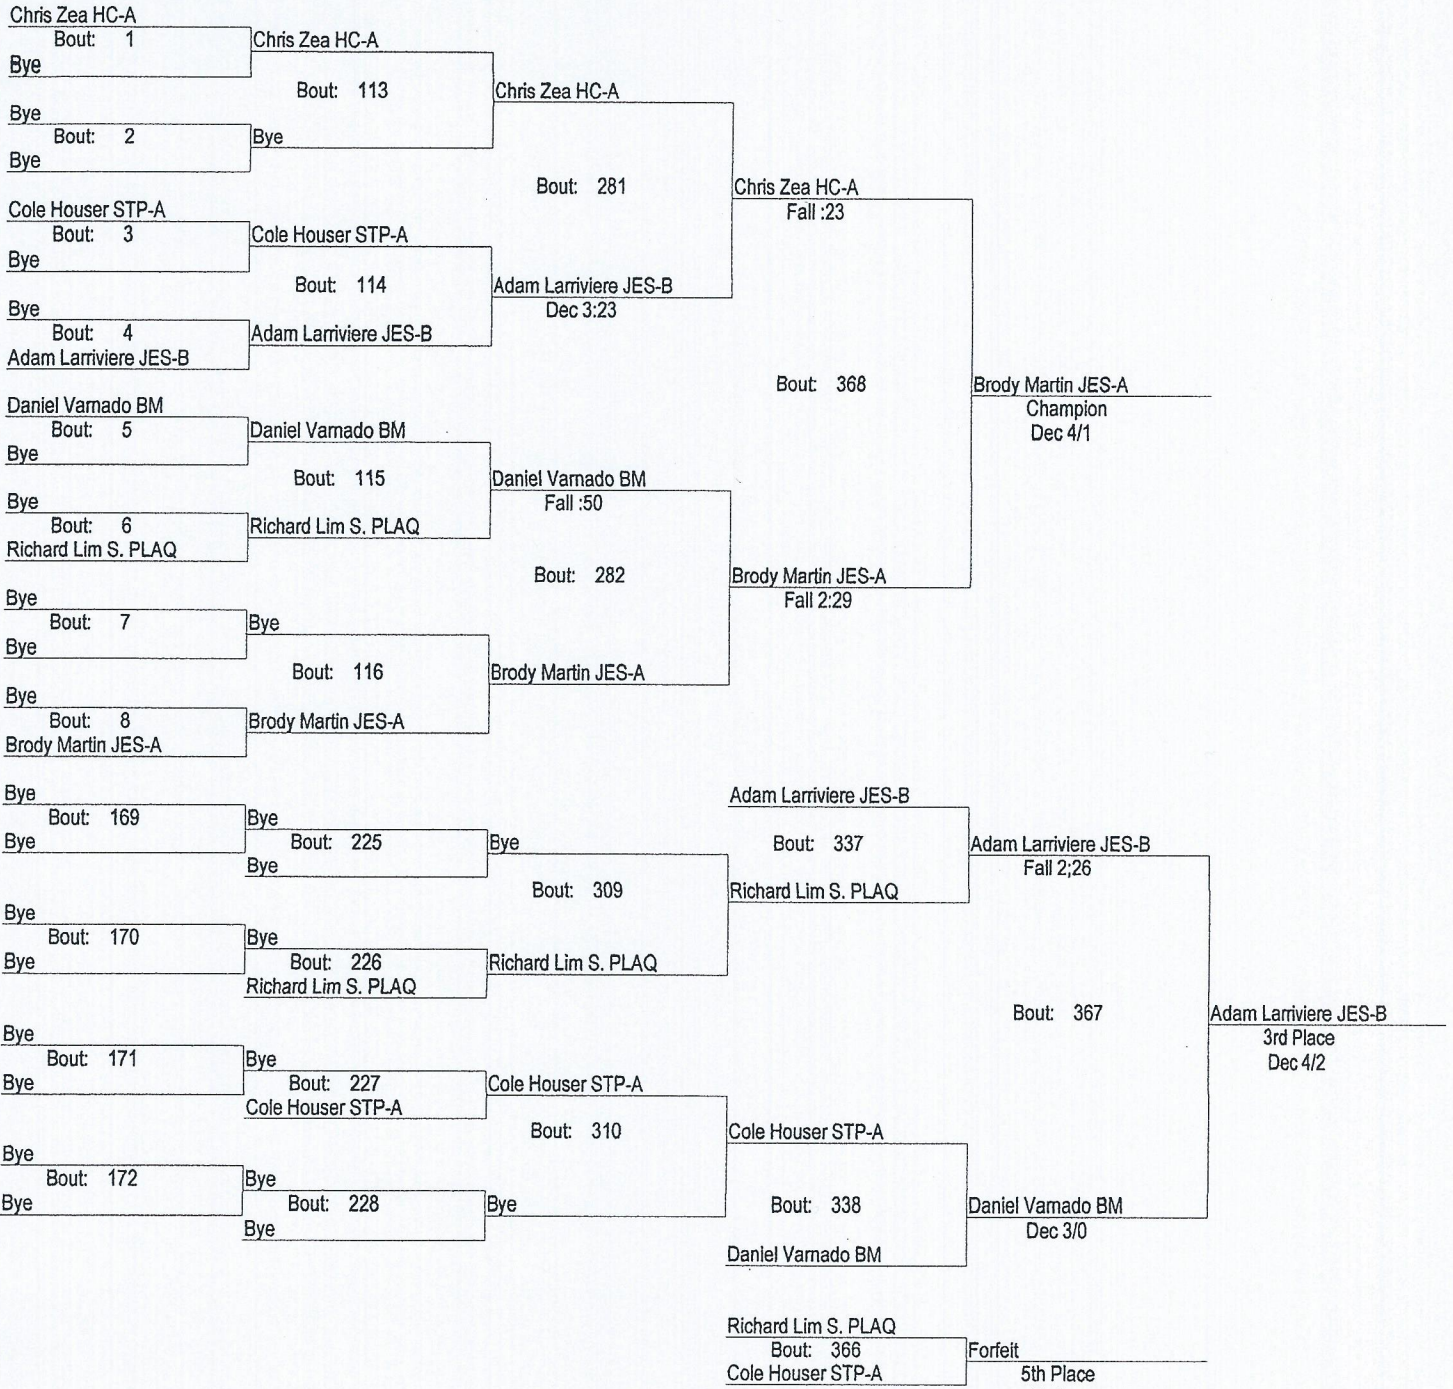 Chris Zea HC-A
Bout: 1
Bye
Bye
Bout: 2
Bye
Cole Houser STP-A
Bout: 3
Bye
Bye
Bout: 4
Adam Larriviere JES-B
Daniel Varnado BM
Bout: 5
Bye
Bye
Bout: 6
Richard Lim S. PLAQ
Bye
Bout: 7
Bye
Bye
Bout: 8
Brody Martin JES-A
Chris Zea HC-A
Bout: 113
Bye
Cole Houser STP-A
Bout: 114
Adam Larriviere JES-B
Daniel Varnado BM
Bout: 115
Richard Lim S. PLAQ
Bye
Bout: 116
Brody Martin JES-A
Chris Zea HC-A
Bout: 281
Adam Larriviere JES-B
Dec 3:23
Daniel Varnado BM
Fall :50
Bout: 282
Brody Martin JES-A
Chris Zea HC-A
Fall :23
Bout: 368
Brody Martin JES-A
Fall 2:29
Brody Martin JES-A
Champion
Dec 4/1
Bye
Bout: 169
Bye
Bye
Bout: 170
Bye
Bye
Bout: 171
Bye
Bye
Bout: 172
Bye
Bye
Bout: 225
Bye
Bye
Bout: 226
Richard Lim S. PLAQ
Bye
Bout: 227
Cole Houser STP-A
Bye
Bout: 228
Bye
Bye
Bout: 309
Richard Lim S. PLAQ
Cole Houser STP-A
Bout: 310
Bye
Adam Larriviere JES-B
Bout: 337
Richard Lim S. PLAQ
Cole Houser STP-A
Bout: 338
Daniel Varnado BM
Adam Larriviere JES-B
Fall 2;26
Bout: 367
Daniel Varnado BM
Dec 3/0
Adam Larriviere JES-B
3rd Place
Dec 4/2
Richard Lim S. PLAQ
Bout: 366
Cole Houser STP-A
Forfeit
5th Place